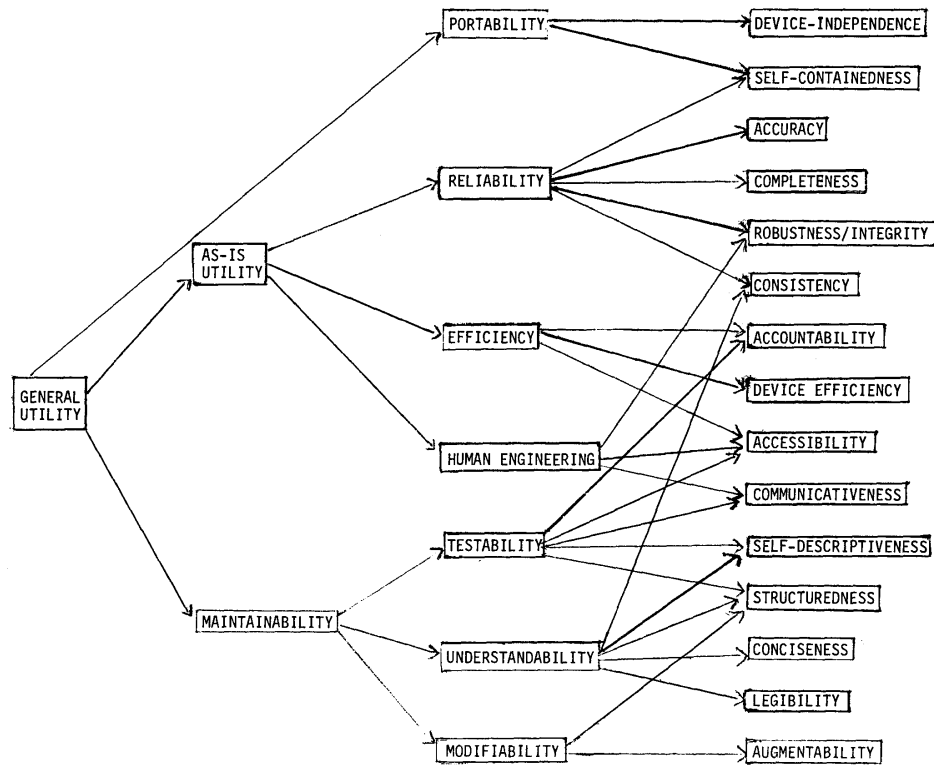 PORTABILITY
DEVICE-INDEPENDENCE
SELF-CONTAINEDNESS
ACCURACY
RELIABILITY
COMPLETENESS
ROBUSTNESS/INTEGRITY
AS-IS
UTILITY
CONSISTENCY
EFFICIENCY
ACCOUNTABILITY
GENERAL
UTILITY
DEVICE EFFICIENCY
ACCESSIBILITY
HUMAN ENGINEERING
COMMUNICATIVENESS
TESTABILITY
SELF-DESCRIPTIVENESS
STRUCTUREDNESS
MAINTAINABILITY
CONCISENESS
UNDERSTANDABILITY
LEGIBILITY
MODIFIABILITY
AUGMENTABILITY